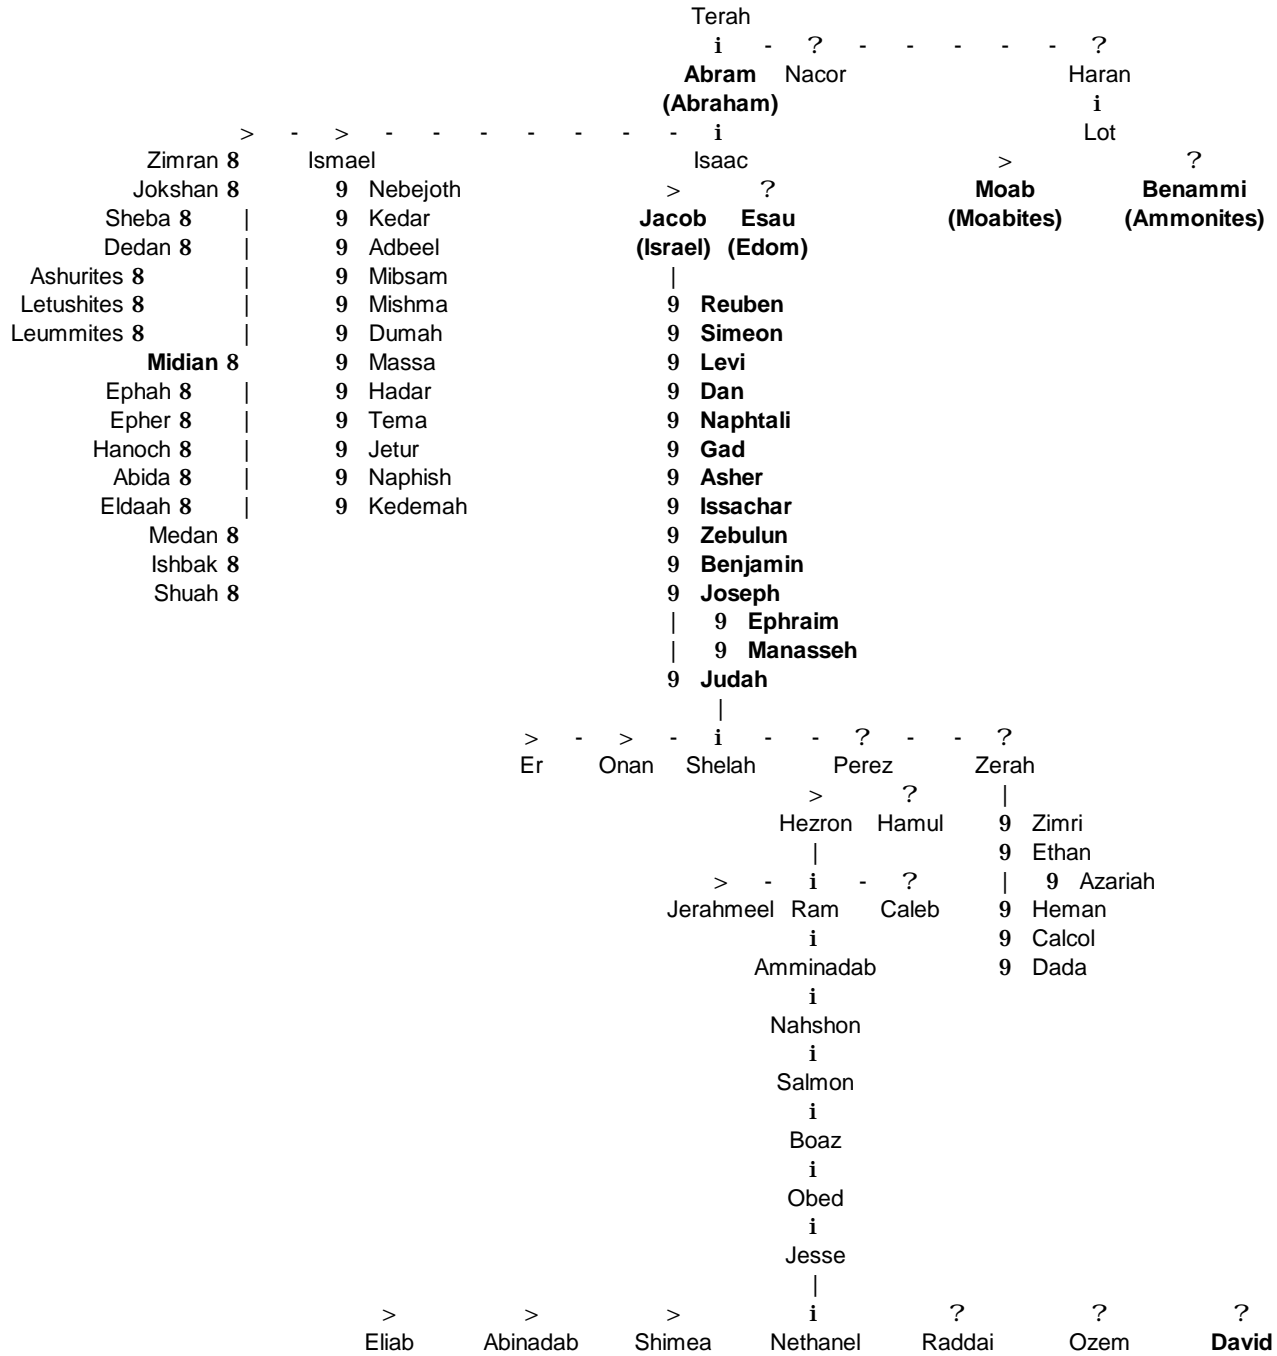 Terah
i - ? - - - - - ?
Abram Nacor Haran
(Abraham) i
> - > - - - - - - - i Lot
Zimran 8 Ismael Isaac > ?
Jokshan 8 9 Nebejoth > ? Moab Benammi
Sheba 8 | 9 Kedar Jacob Esau (Moabites) (Ammonites)
Dedan 8 | 9 Adbeel (Israel) (Edom)
Ashurites 8 | 9 Mibsam |
Letushites 8 | 9 Mishma 9 Reuben
Leummites 8 | 9 Dumah 9 Simeon
Midian 8 9 Massa 9 Levi
Ephah 8 | 9 Hadar 9 Dan
Epher 8 | 9 Tema 9 Naphtali
Hanoch 8 | 9 Jetur 9 Gad
Abida 8 | 9 Naphish 9 Asher
Eldaah 8 | 9 Kedemah 9 Issachar
Medan 8 9 Zebulun
Ishbak 8 9 Benjamin
Shuah 8 9 Joseph
| 9 Ephraim
| 9 Manasseh
9 Judah
|
> - > - i - - ? - - ?
Er Onan Shelah Perez Zerah
> ? |
Hezron Hamul 9 Zimri
| 9 Ethan
> - i - ? | 9 Azariah
Jerahmeel Ram Caleb 9 Heman
i 9 Calcol
Amminadab 9 Dada
i
Nahshon
i
Salmon
i
Boaz
i
Obed
i
Jesse
|
> > > i ? ? ?
Eliab Abinadab Shimea Nethanel Raddai Ozem David